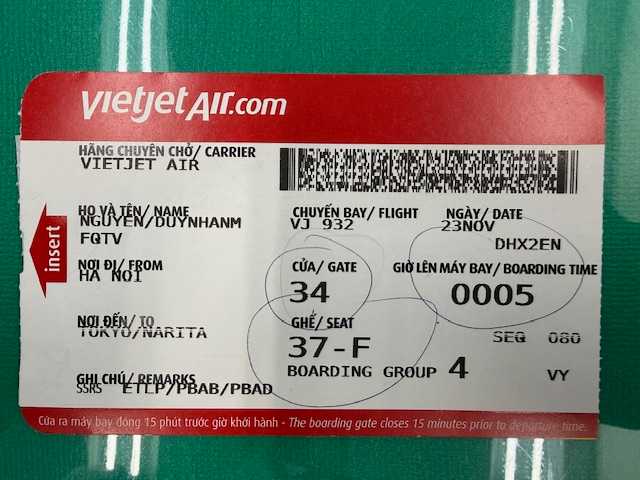 vietjetAir.com
HÃNG CHUYÊN CHỞ/ CARRIER
VIETJET AIR
HỌ VÀ TÊN/ NAME
NGUYEN/DUYNHANM
FQTV
CHUYẾN BAY/ FLIGHT
VJ 932
NGÀY/ DATE
23NOV
DHX2EN
insert
NƠI ĐI/ FROM
HA NOI
CỬA/ GATE
34
GIỜ LÊN MÁY BAY/ BOARDING TIME
0005
NƠI ĐẾN/ TO
TOKYO/NARITA
GHẾ/ SEAT
37-F
SEQ 080
BOARDING GROUP 4
VY
GHI CHÚ/ REMARKS
SSRS ETLP/PBAB/PBAD
Cửa ra máy bay đóng 15 phút trước giờ khởi hành - The boarding gate closes 15 minutes prior to departure time.